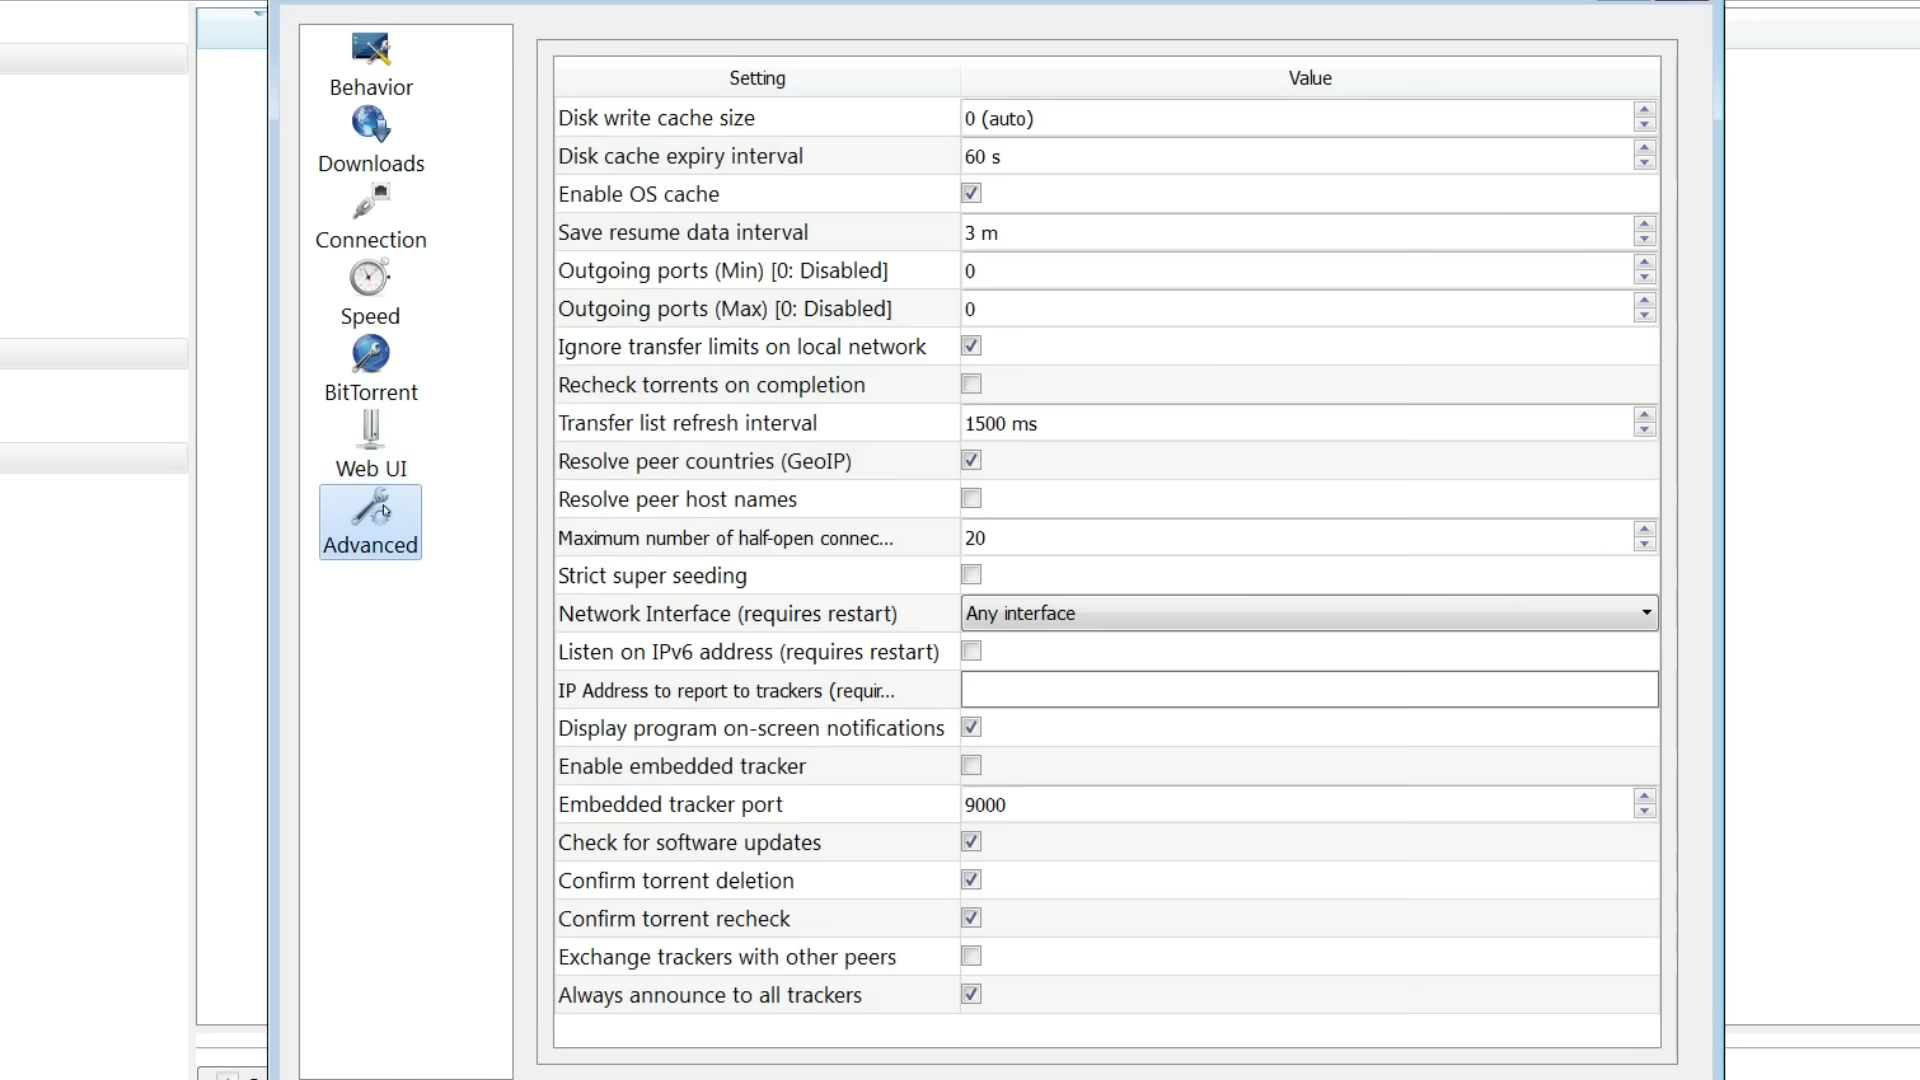 Behavior
Downloads
Connection
Speed
BitTorrent
Web UI
Advanced
Setting Value
Disk write cache size 0 (auto)
Disk cache expiry interval 60 s
Enable OS cache
Save resume data interval 3 m
Outgoing ports (Min) [0: Disabled] 0
Outgoing ports (Max) [0: Disabled] 0
Ignore transfer limits on local network
Recheck torrents on completion
Transfer list refresh interval 1500 ms
Resolve peer countries (GeoIP)
Resolve peer host names
Maximum number of half-open connec... 20
Strict super seeding
Network Interface (requires restart) Any interface
Listen on IPv6 address (requires restart)
IP Address to report to trackers (requir...
Display program on-screen notifications
Enable embedded tracker
Embedded tracker port 9000
Check for software updates
Confirm torrent deletion
Confirm torrent recheck
Exchange trackers with other peers
Always announce to all trackers